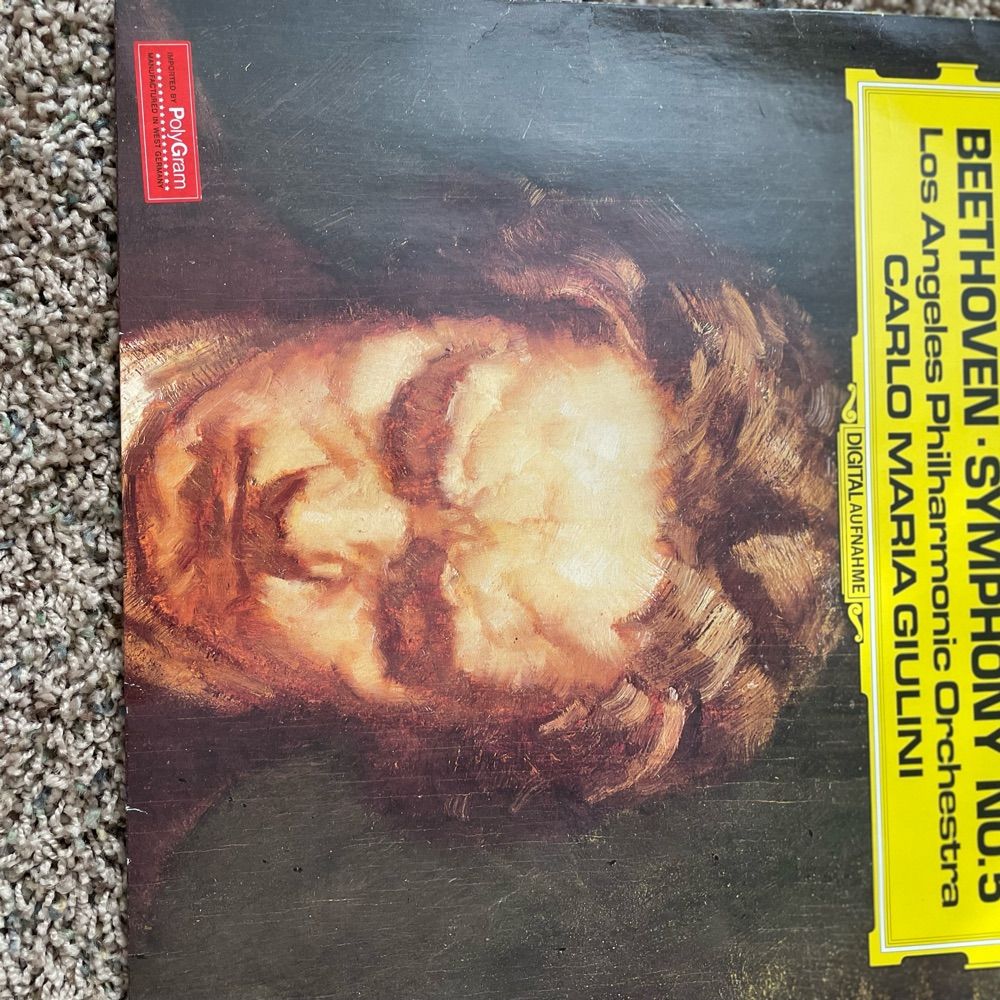 BEETHOVEN · SYMPHONY NO.5
Los Angeles Philharmonic Orchestra
CARLO MARIA GIULINI
DIGITAL AUFNAHME
IMPORTED BY
PolyGram
MANUFACTURED IN WEST GERMANY